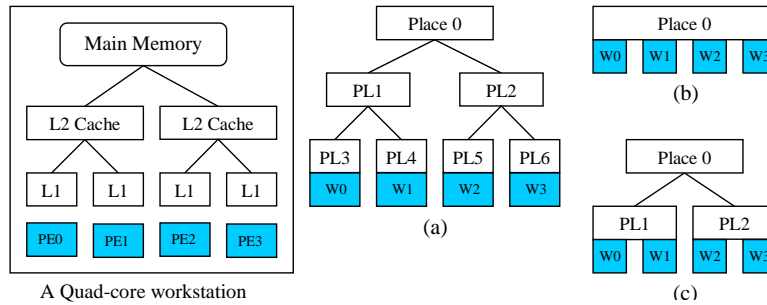 Main Memory
L2 Cache L2 Cache
L1 L1 L1 L1
PE0 PE1 PE2 PE3
A Quad-core workstation
Place 0
PL1 PL2
PL3 PL4 PL5 PL6
W0 W1 W2 W3
(a)
Place 0
W0 W1 W2 W3
(b)
Place 0
PL1 PL2
W0 W1 W2 W3
(c)